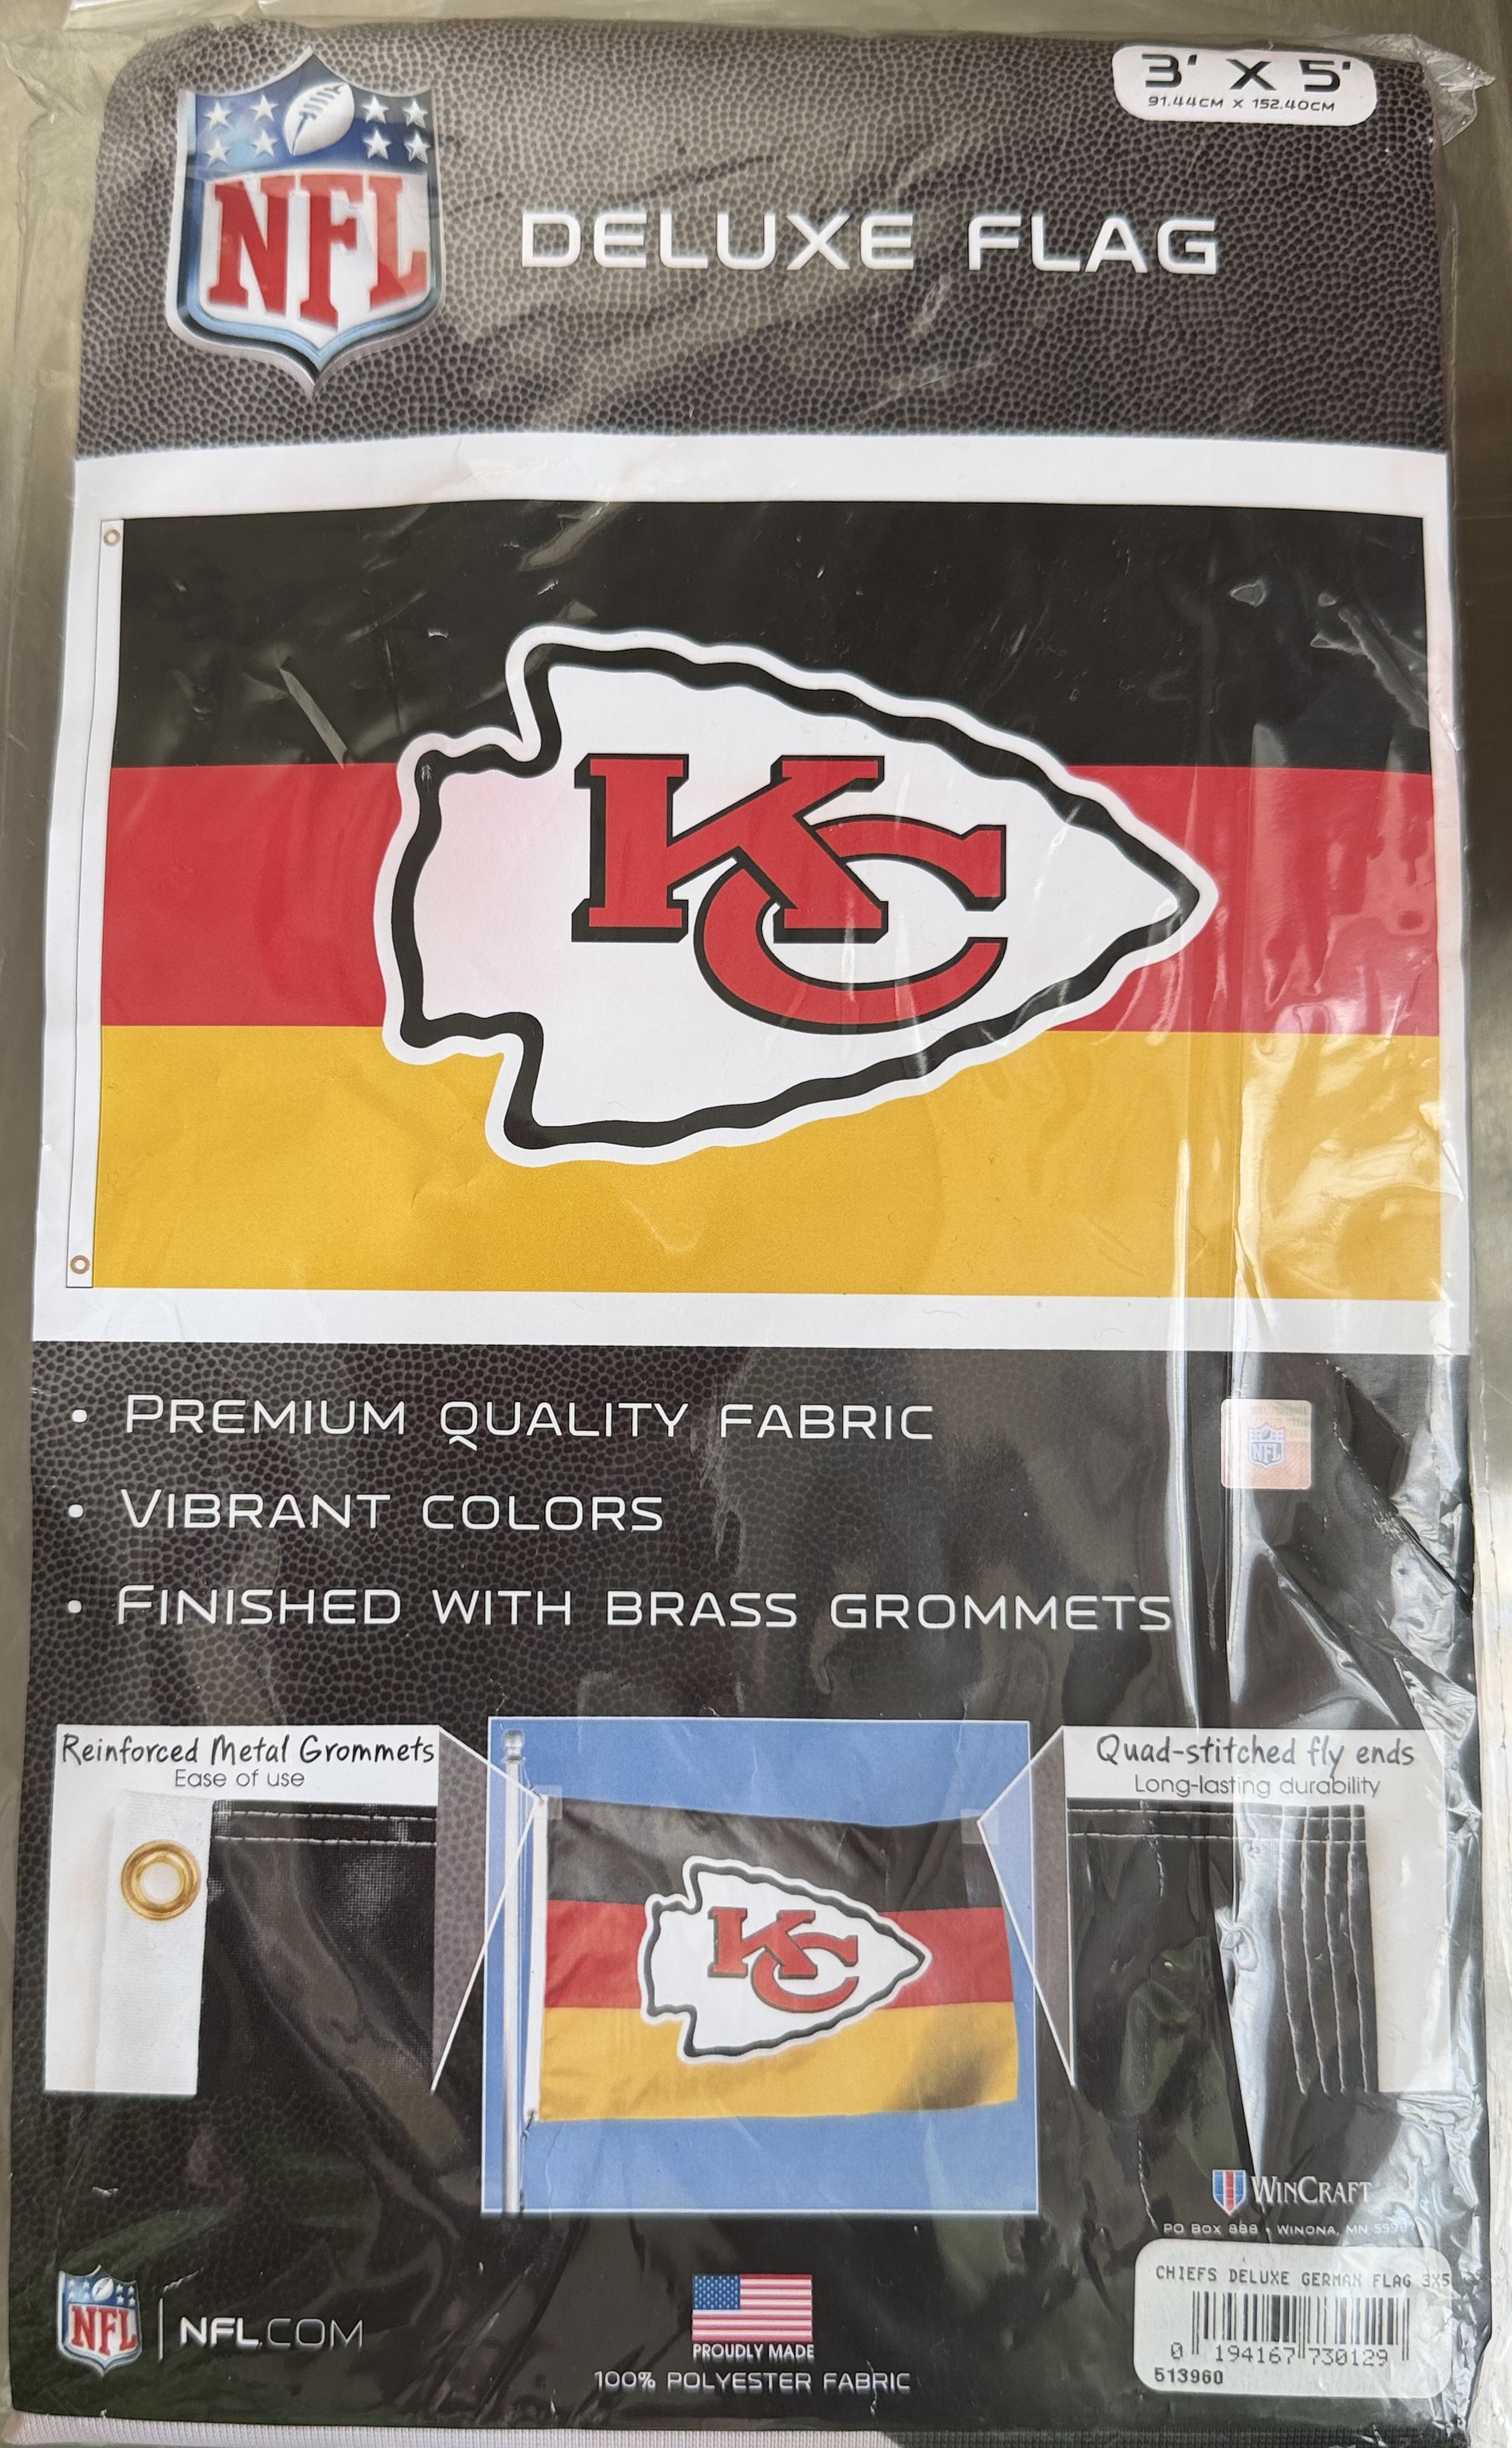 3' X 5'
91.44CM X 152.40CM
NFL
DELUXE FLAG
KC
• PREMIUM QUALITY FABRIC
NFL
• VIBRANT COLORS
• FINISHED WITH BRASS GROMMETS
Reinforced Metal Grommets
Ease of use
Quad-stitched fly ends
Long-lasting durability
KC
WINCRAFT
PO BOX 888 • WINONA, MN
CHIEFS DELUXE GERMAN FLAG 3X5
0 194167 730129
513960
NFL | NFL.COM
PROUDLY MADE
100% POLYESTER FABRIC